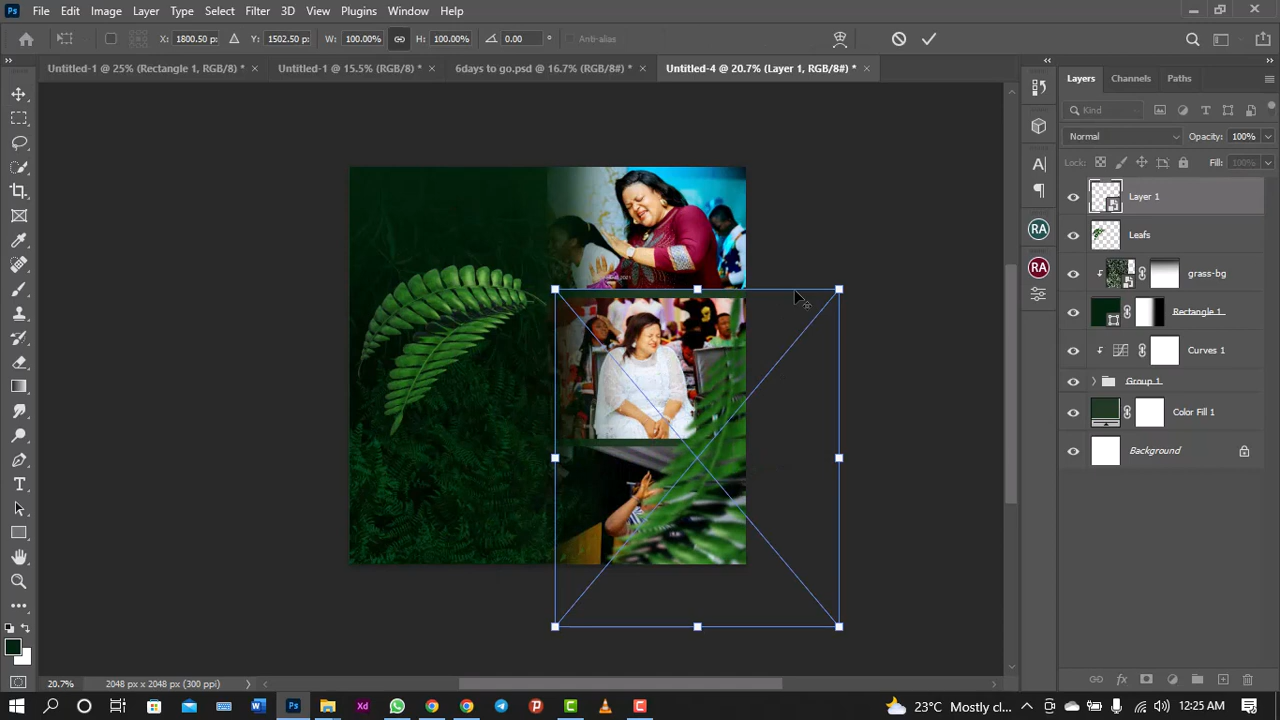 Ps File Edit Image Layer Type Select Filter 3D View Plugins Window Help
X: 1800.50 px Y: 1502.50 px W: 100.00% H: 100.00% 0.00 ° Anti-alias
Untitled-1 @ 25% (Rectangle 1, RGB/8) * × Untitled-1 @ 15.5% (RGB/8) * × 6days to go.psd @ 16.7% (RGB/8#) * × Untitled-4 @ 20.7% (Layer 1, RGB/8#) * ×
Layers Channels Paths
Kind
Normal Opacity: 100%
Lock: Fill: 100%
Layer 1
Leafs
RA
grass-bg
RA
Rectangle 1
Curves 1
Group 1
Color Fill 1
Background
20.7% 2048 px x 2048 px (300 ppi)
23°C Mostly cl... 12:25 AM